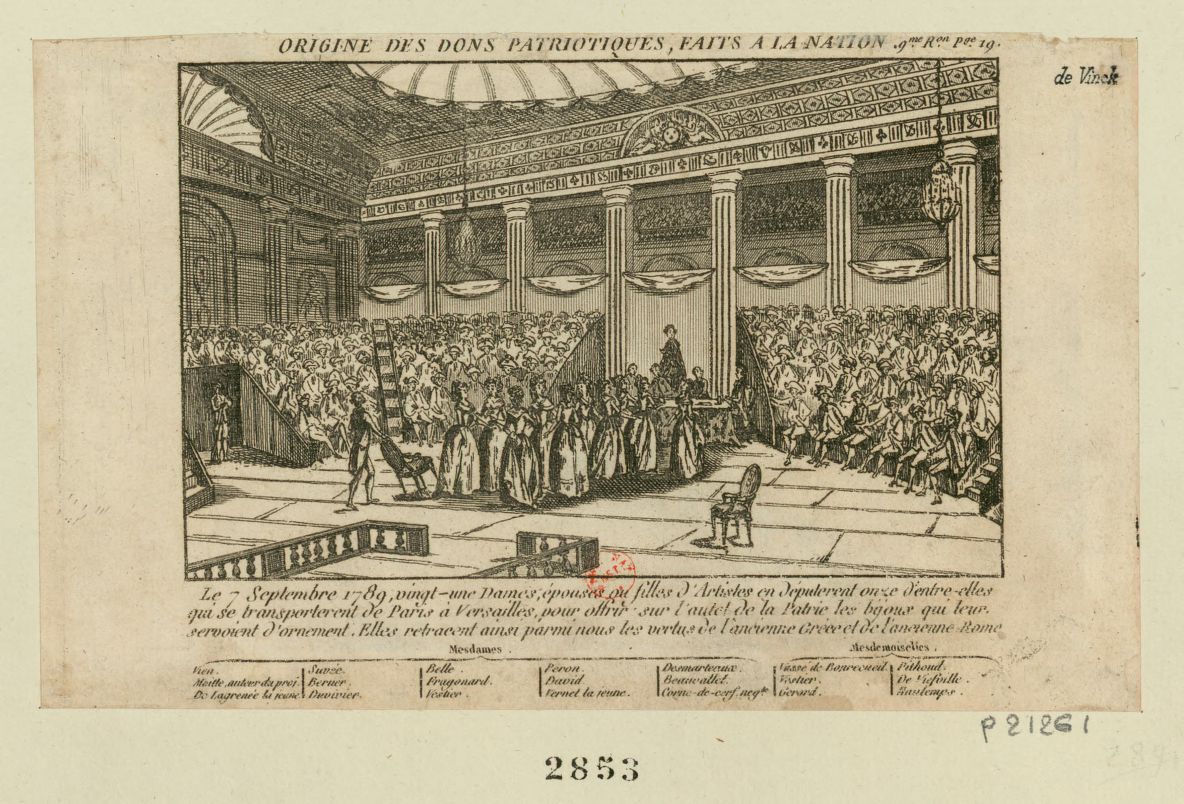 ORIGINE DES DONS PATRIOTIQUES, FAITS A LA NATION .9.me R.on P.ge 19.
de Vinck
Le 7 Septembre 1789, vingt-une Dames, épouses ou filles d'Artistes en députerent onze d'entre-elles
qui se transporterent de Paris à Versailles, pour offrir sur l'autel de la Patrie les bijoux qui leur
servoient d'ornement. Elles retracent ainsi parmi nous les vertus de l'ancienne Gréce et de l'ancienne Rome
Mesdames.
Mesdemoiselles.
Vien. Suvée. Belle. Peron. Desmarteaux. Vassé de Bonrecueil. Pithoud.
Moitte, auteur du proj. Beruer. Fragonard. David. Beauvallet. Vestier. De Viefville.
De Lagrenée la jeune. Duvivier. Vestier. Vernet la jeune. Corne-de-cerf, neg.te Gerard. Hautemps.
P 21261
2853